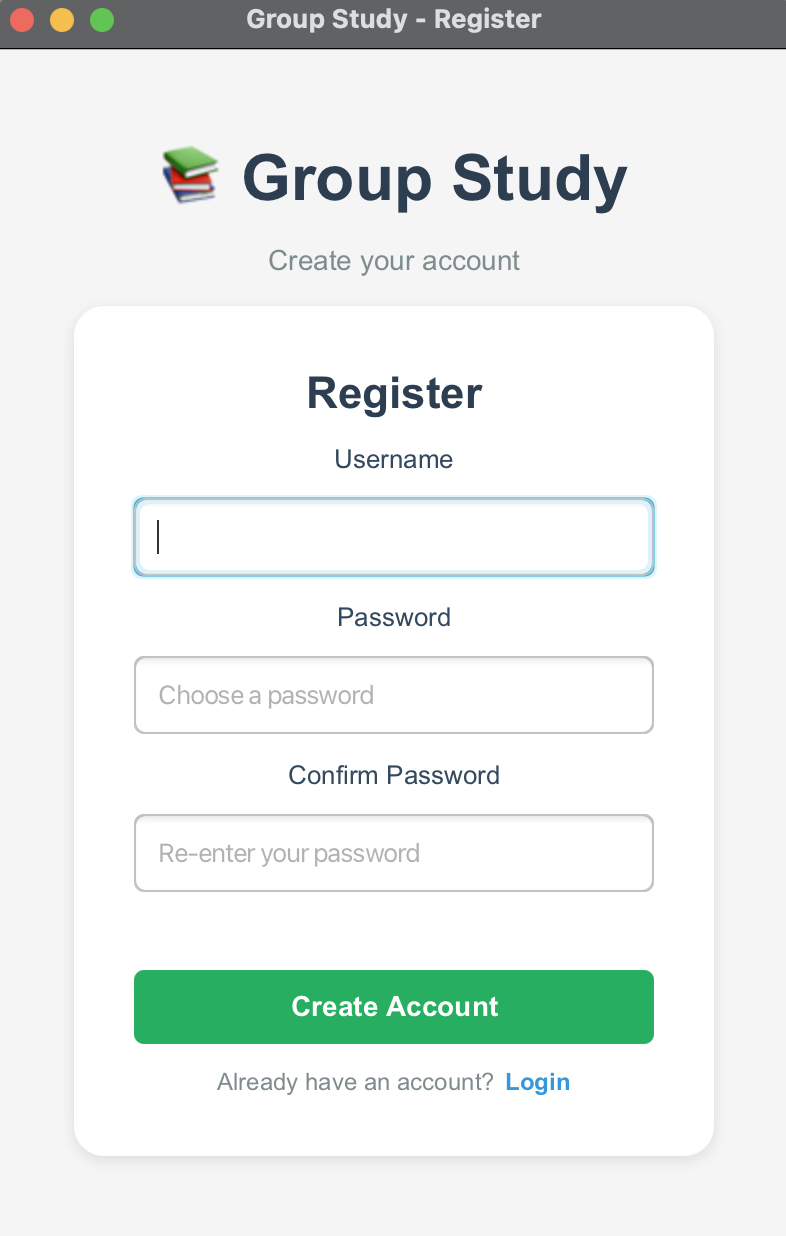 Group Study - Register
Group Study
Create your account
Register
Username
Password
Choose a password
Confirm Password
Re-enter your password
Create Account
Already have an account? Login